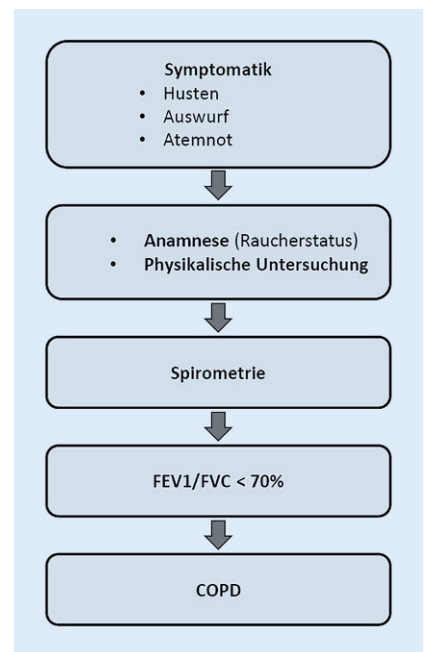 Symptomatik
• Husten
• Auswurf
• Atemnot
• Anamnese (Raucherstatus)
• Physikalische Untersuchung
Spirometrie
FEV1/FVC < 70%
COPD